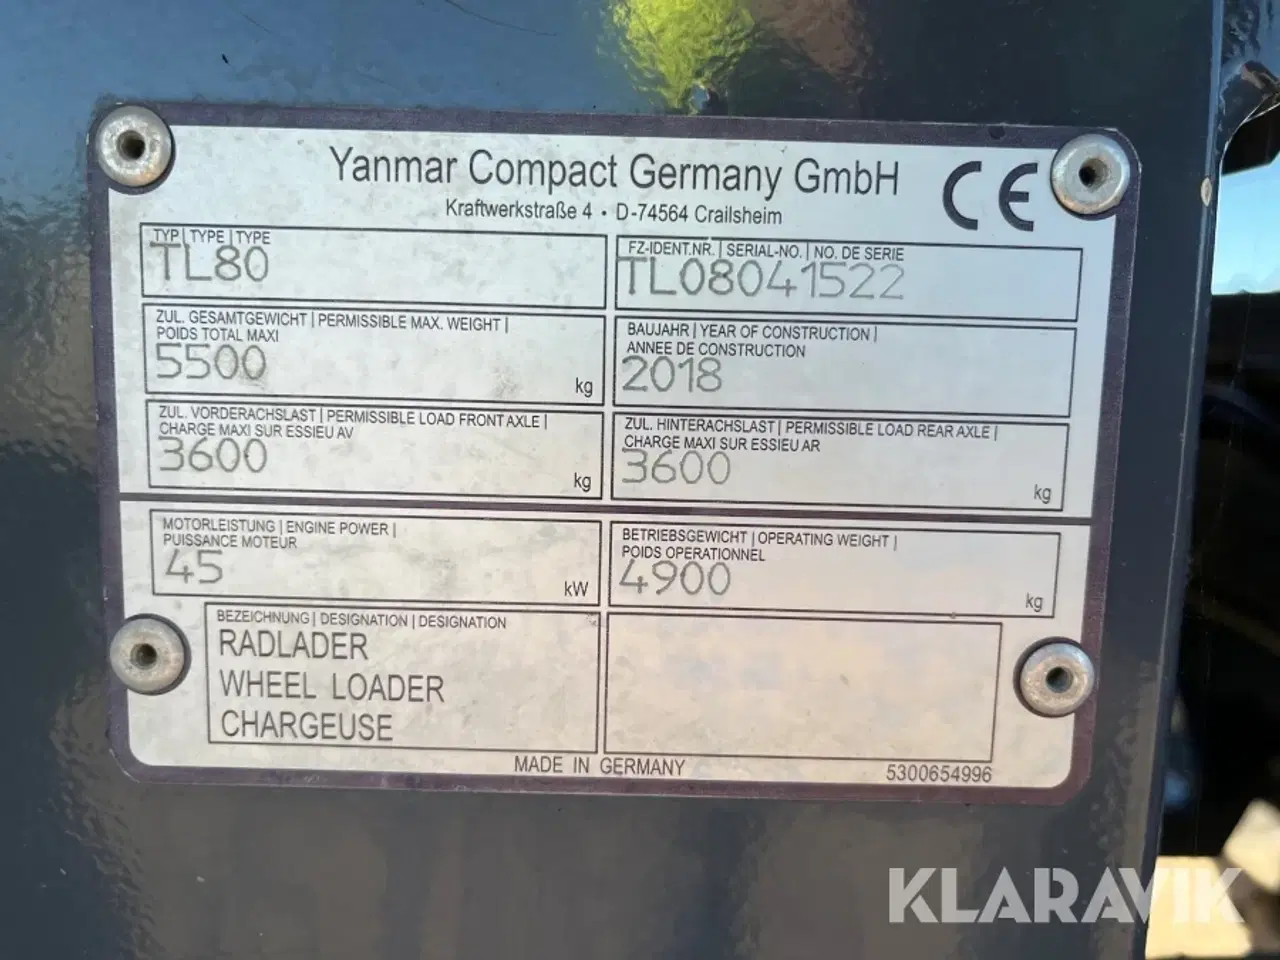 Yanmar Compact Germany GmbH
Kraftwerkstraße 4 • D-74564 Crailsheim
CE
TYP | TYPE | TYPE
TL80
FZ-IDENT.NR. | SERIAL-NO. | NO. DE SERIE
TL08041522
ZUL. GESAMTGEWICHT | PERMISSIBLE MAX. WEIGHT |
POIDS TOTAL MAXI
5500
kg
BAUJAHR | YEAR OF CONSTRUCTION |
ANNEE DE CONSTRUCTION
2018
ZUL. VORDERACHSLAST | PERMISSIBLE LOAD FRONT AXLE |
CHARGE MAXI SUR ESSIEU AV
3600
kg
ZUL. HINTERACHSLAST | PERMISSIBLE LOAD REAR AXLE |
CHARGE MAXI SUR ESSIEU AR
3600
kg
MOTORLEISTUNG | ENGINE POWER |
PUISSANCE MOTEUR
45
kW
BETRIEBSGEWICHT | OPERATING WEIGHT |
POIDS OPERATIONNEL
4900
kg
BEZEICHNUNG | DESIGNATION | DESIGNATION
RADLADER
WHEEL LOADER
CHARGEUSE
MADE IN GERMANY
5300654996
KLARAVIK